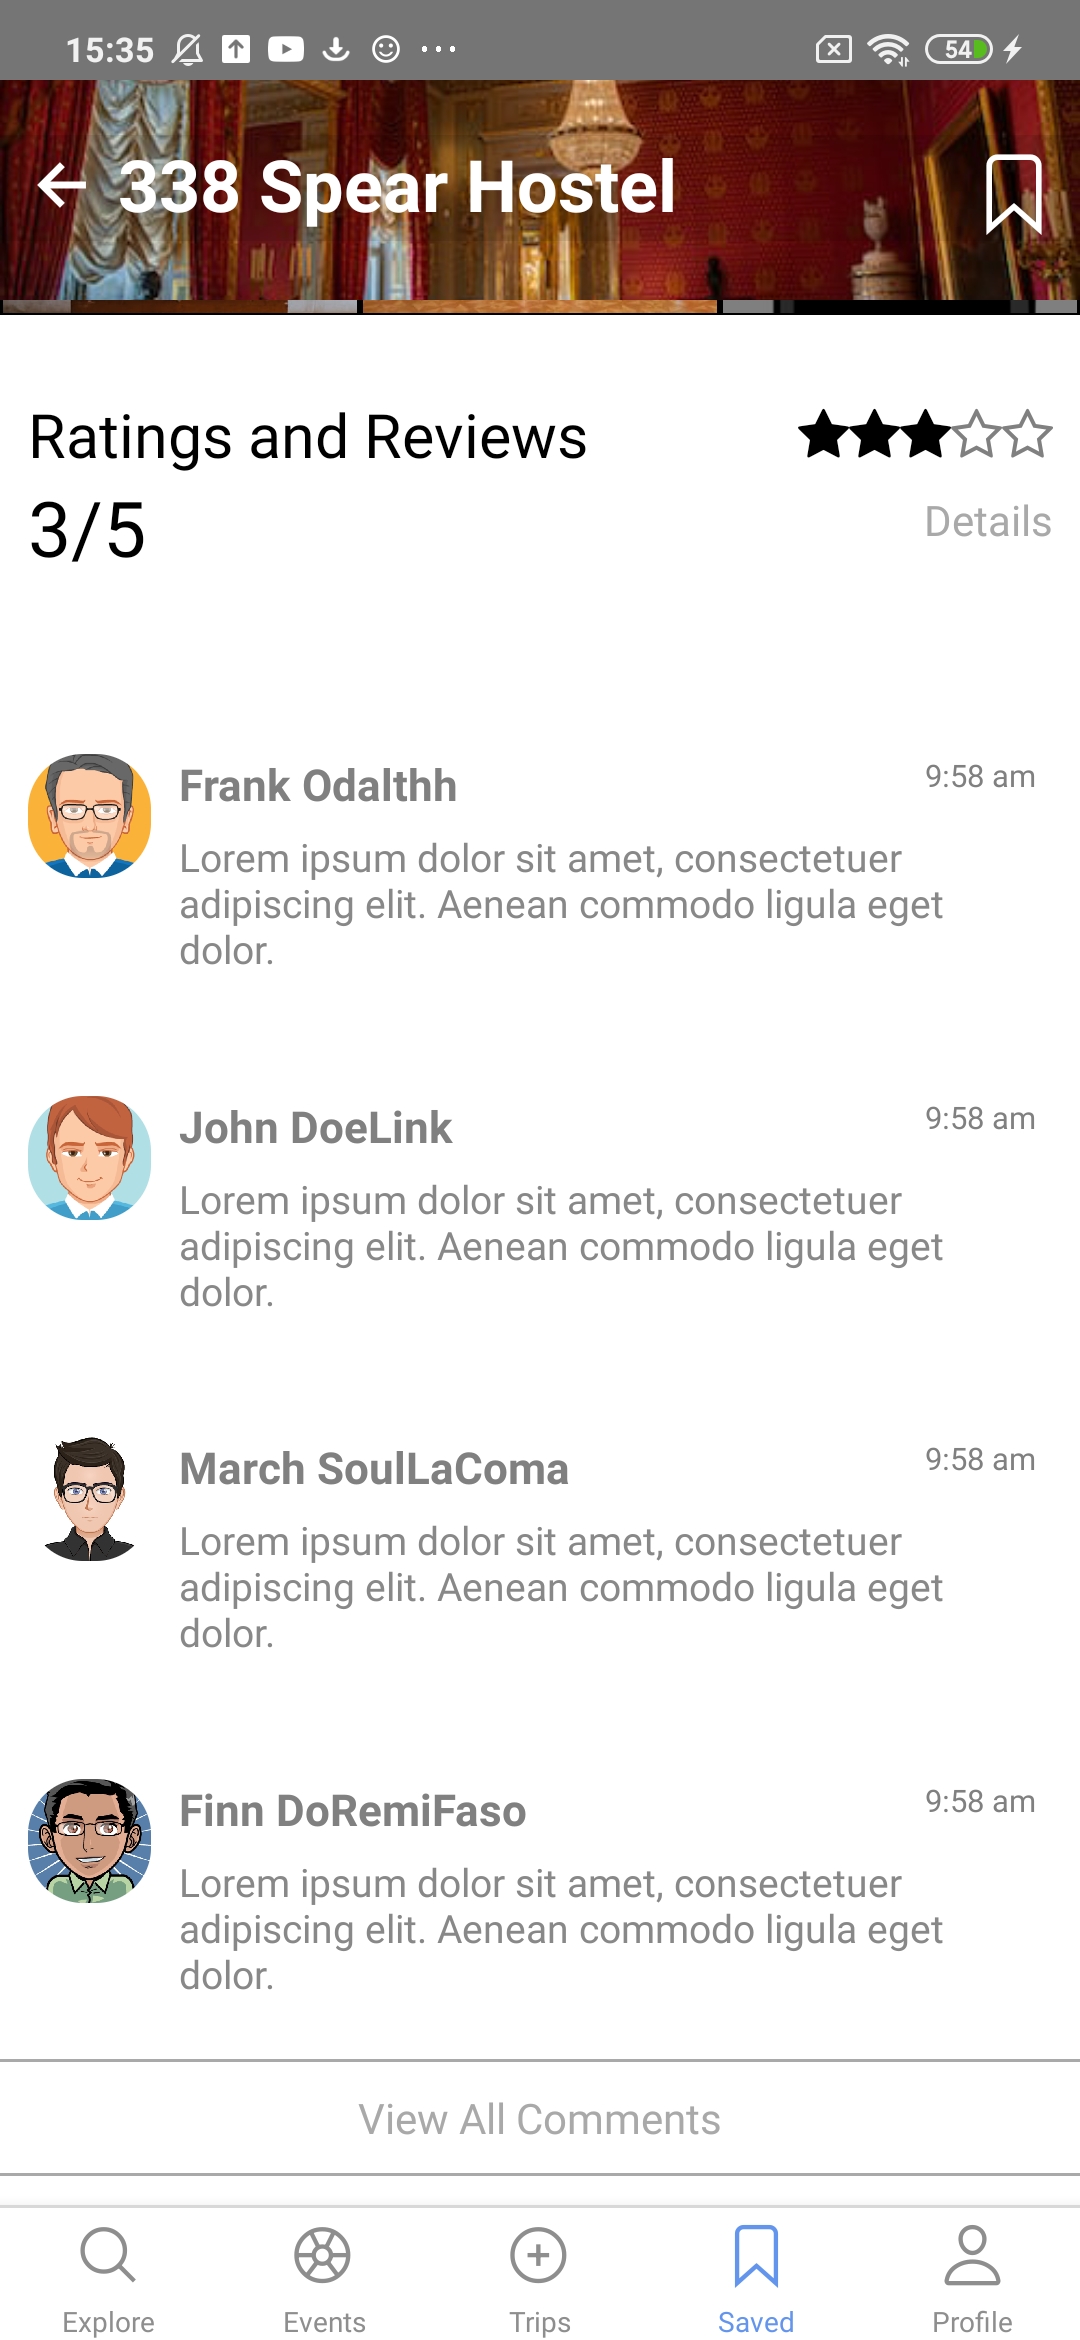 15:35
54
338 Spear Hostel
Ratings and Reviews
3/5
Details
Frank Odalthh
9:58 am
Lorem ipsum dolor sit amet, consectetuer
adipiscing elit. Aenean commodo ligula eget
dolor.
John DoeLink
9:58 am
Lorem ipsum dolor sit amet, consectetuer
adipiscing elit. Aenean commodo ligula eget
dolor.
March SoulLaComa
9:58 am
Lorem ipsum dolor sit amet, consectetuer
adipiscing elit. Aenean commodo ligula eget
dolor.
Finn DoRemiFaso
9:58 am
Lorem ipsum dolor sit amet, consectetuer
adipiscing elit. Aenean commodo ligula eget
dolor.
View All Comments
Explore
Events
Trips
Saved
Profile